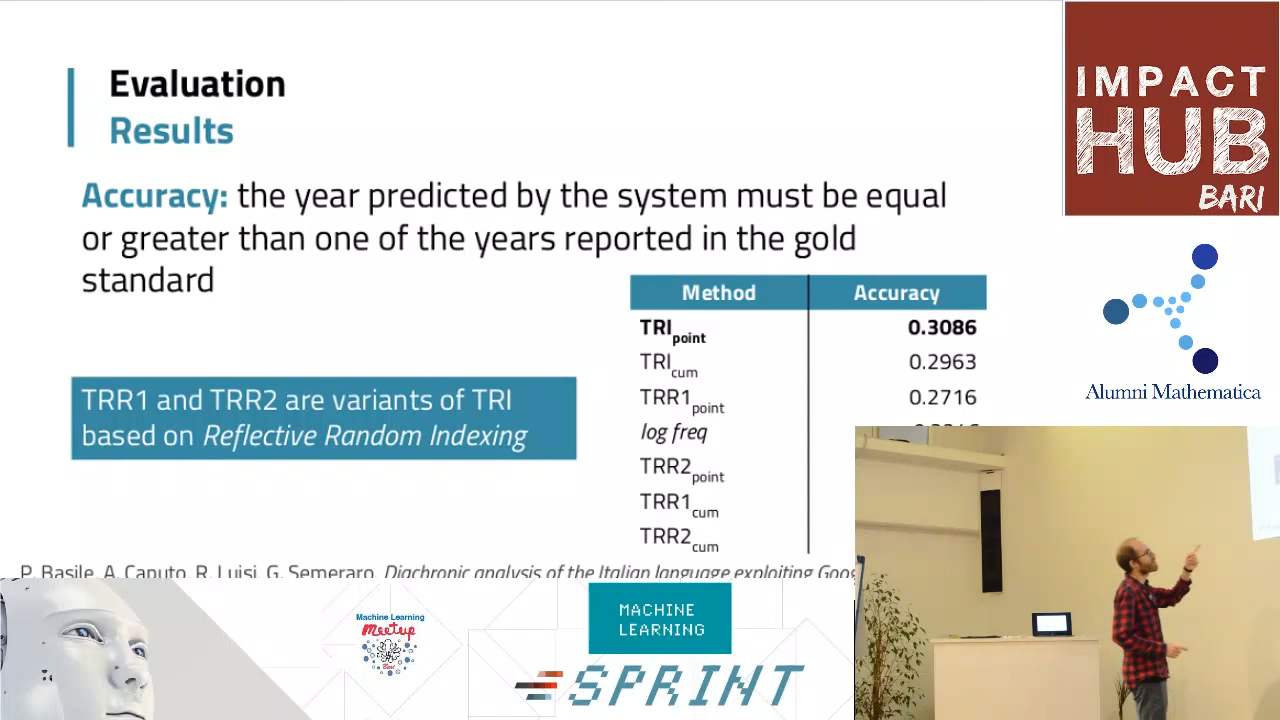 Evaluation
Results
Accuracy: the year predicted by the system must be equal
or greater than one of the years reported in the gold
standard
Method Accuracy
TRIpoint 0.3086
TRIcum 0.2963
TRR1point 0.2716
log freq
TRR2point
TRR1cum
TRR2cum
TRR1 and TRR2 are variants of TRI
based on Reflective Random Indexing
P. Basile, A. Caputo, R. Luisi, G. Semeraro. Diachronic analysis of the Italian language exploiting
IMPACT
HUB
BARI
Alumni Mathematica
Machine Learning
Meetup
Bari
MACHINE
LEARNING
SPRINT